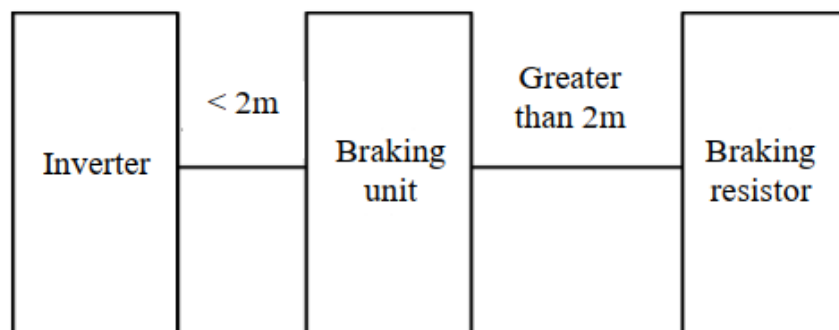 Inverter
< 2m
Braking
unit
Greater
than 2m
Braking
resistor